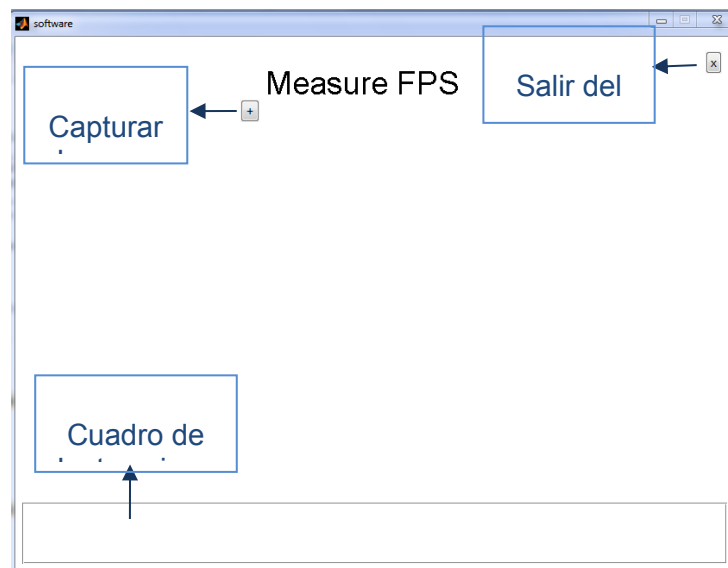 software
Measure FPS
Salir del
x
Capturar
+
Cuadro de